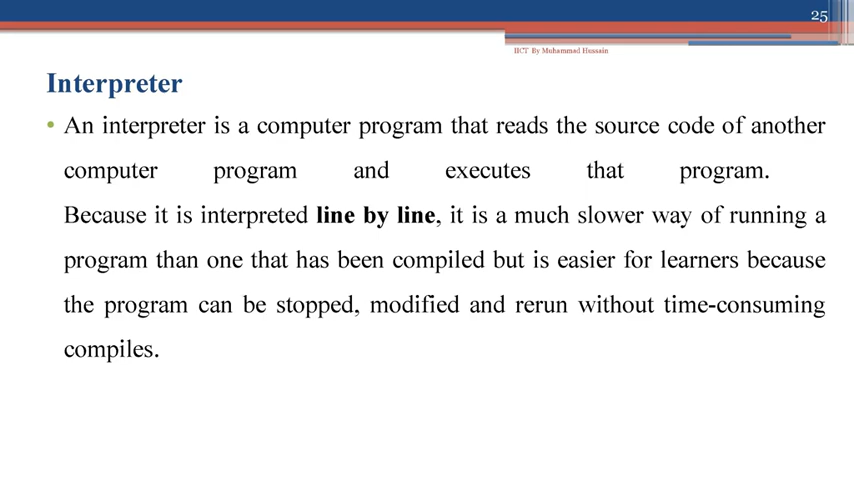 25
IICT By Muhammad Hussain
Interpreter
• An interpreter is a computer program that reads the source code of another
computer program and executes that program.
Because it is interpreted line by line, it is a much slower way of running a
program than one that has been compiled but is easier for learners because
the program can be stopped, modified and rerun without time-consuming
compiles.